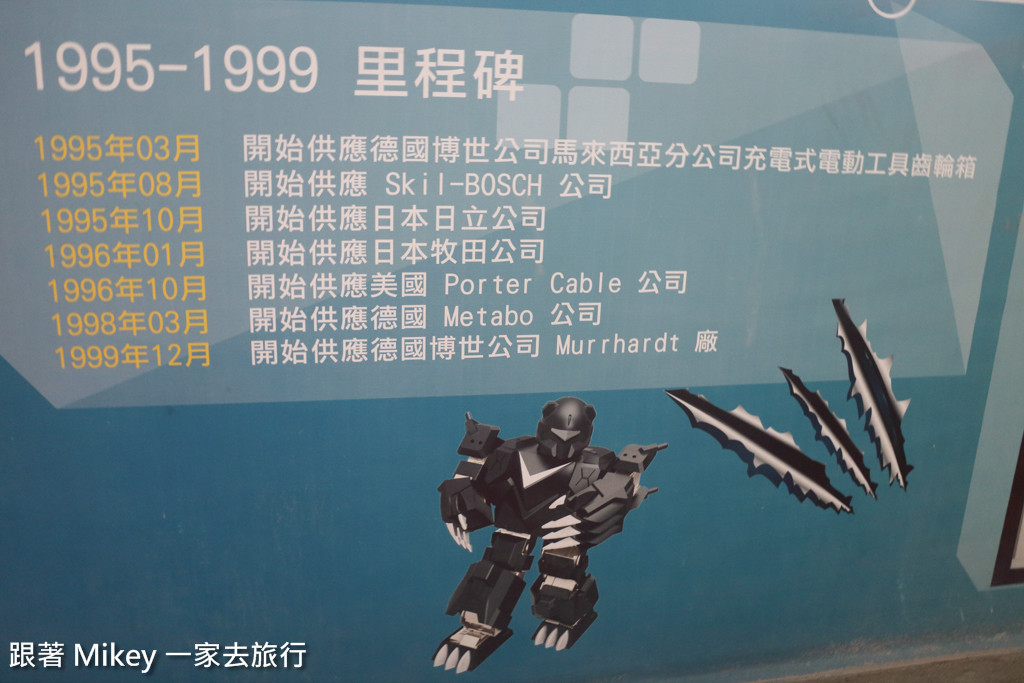 1995-1999 里程碑
1995年03月 開始供應德國博世公司馬來西亞分公司充電式電動工具齒輪箱
1995年08月 開始供應 Skil-BOSCH 公司
1995年10月 開始供應日本日立公司
1996年01月 開始供應日本牧田公司
1996年10月 開始供應美國 Porter Cable 公司
1998年03月 開始供應德國 Metabo 公司
1999年12月 開始供應德國博世公司 Murrhardt 廠
跟著 Mikey 一家去旅行